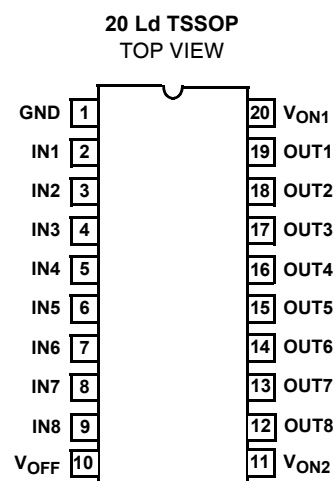 20 Ld TSSOP
TOP VIEW
GND 1 20 VON1
IN1 2 19 OUT1
IN2 3 18 OUT2
IN3 4 17 OUT3
IN4 5 16 OUT4
IN5 6 15 OUT5
IN6 7 14 OUT6
IN7 8 13 OUT7
IN8 9 12 OUT8
VOFF 10 11 VON2